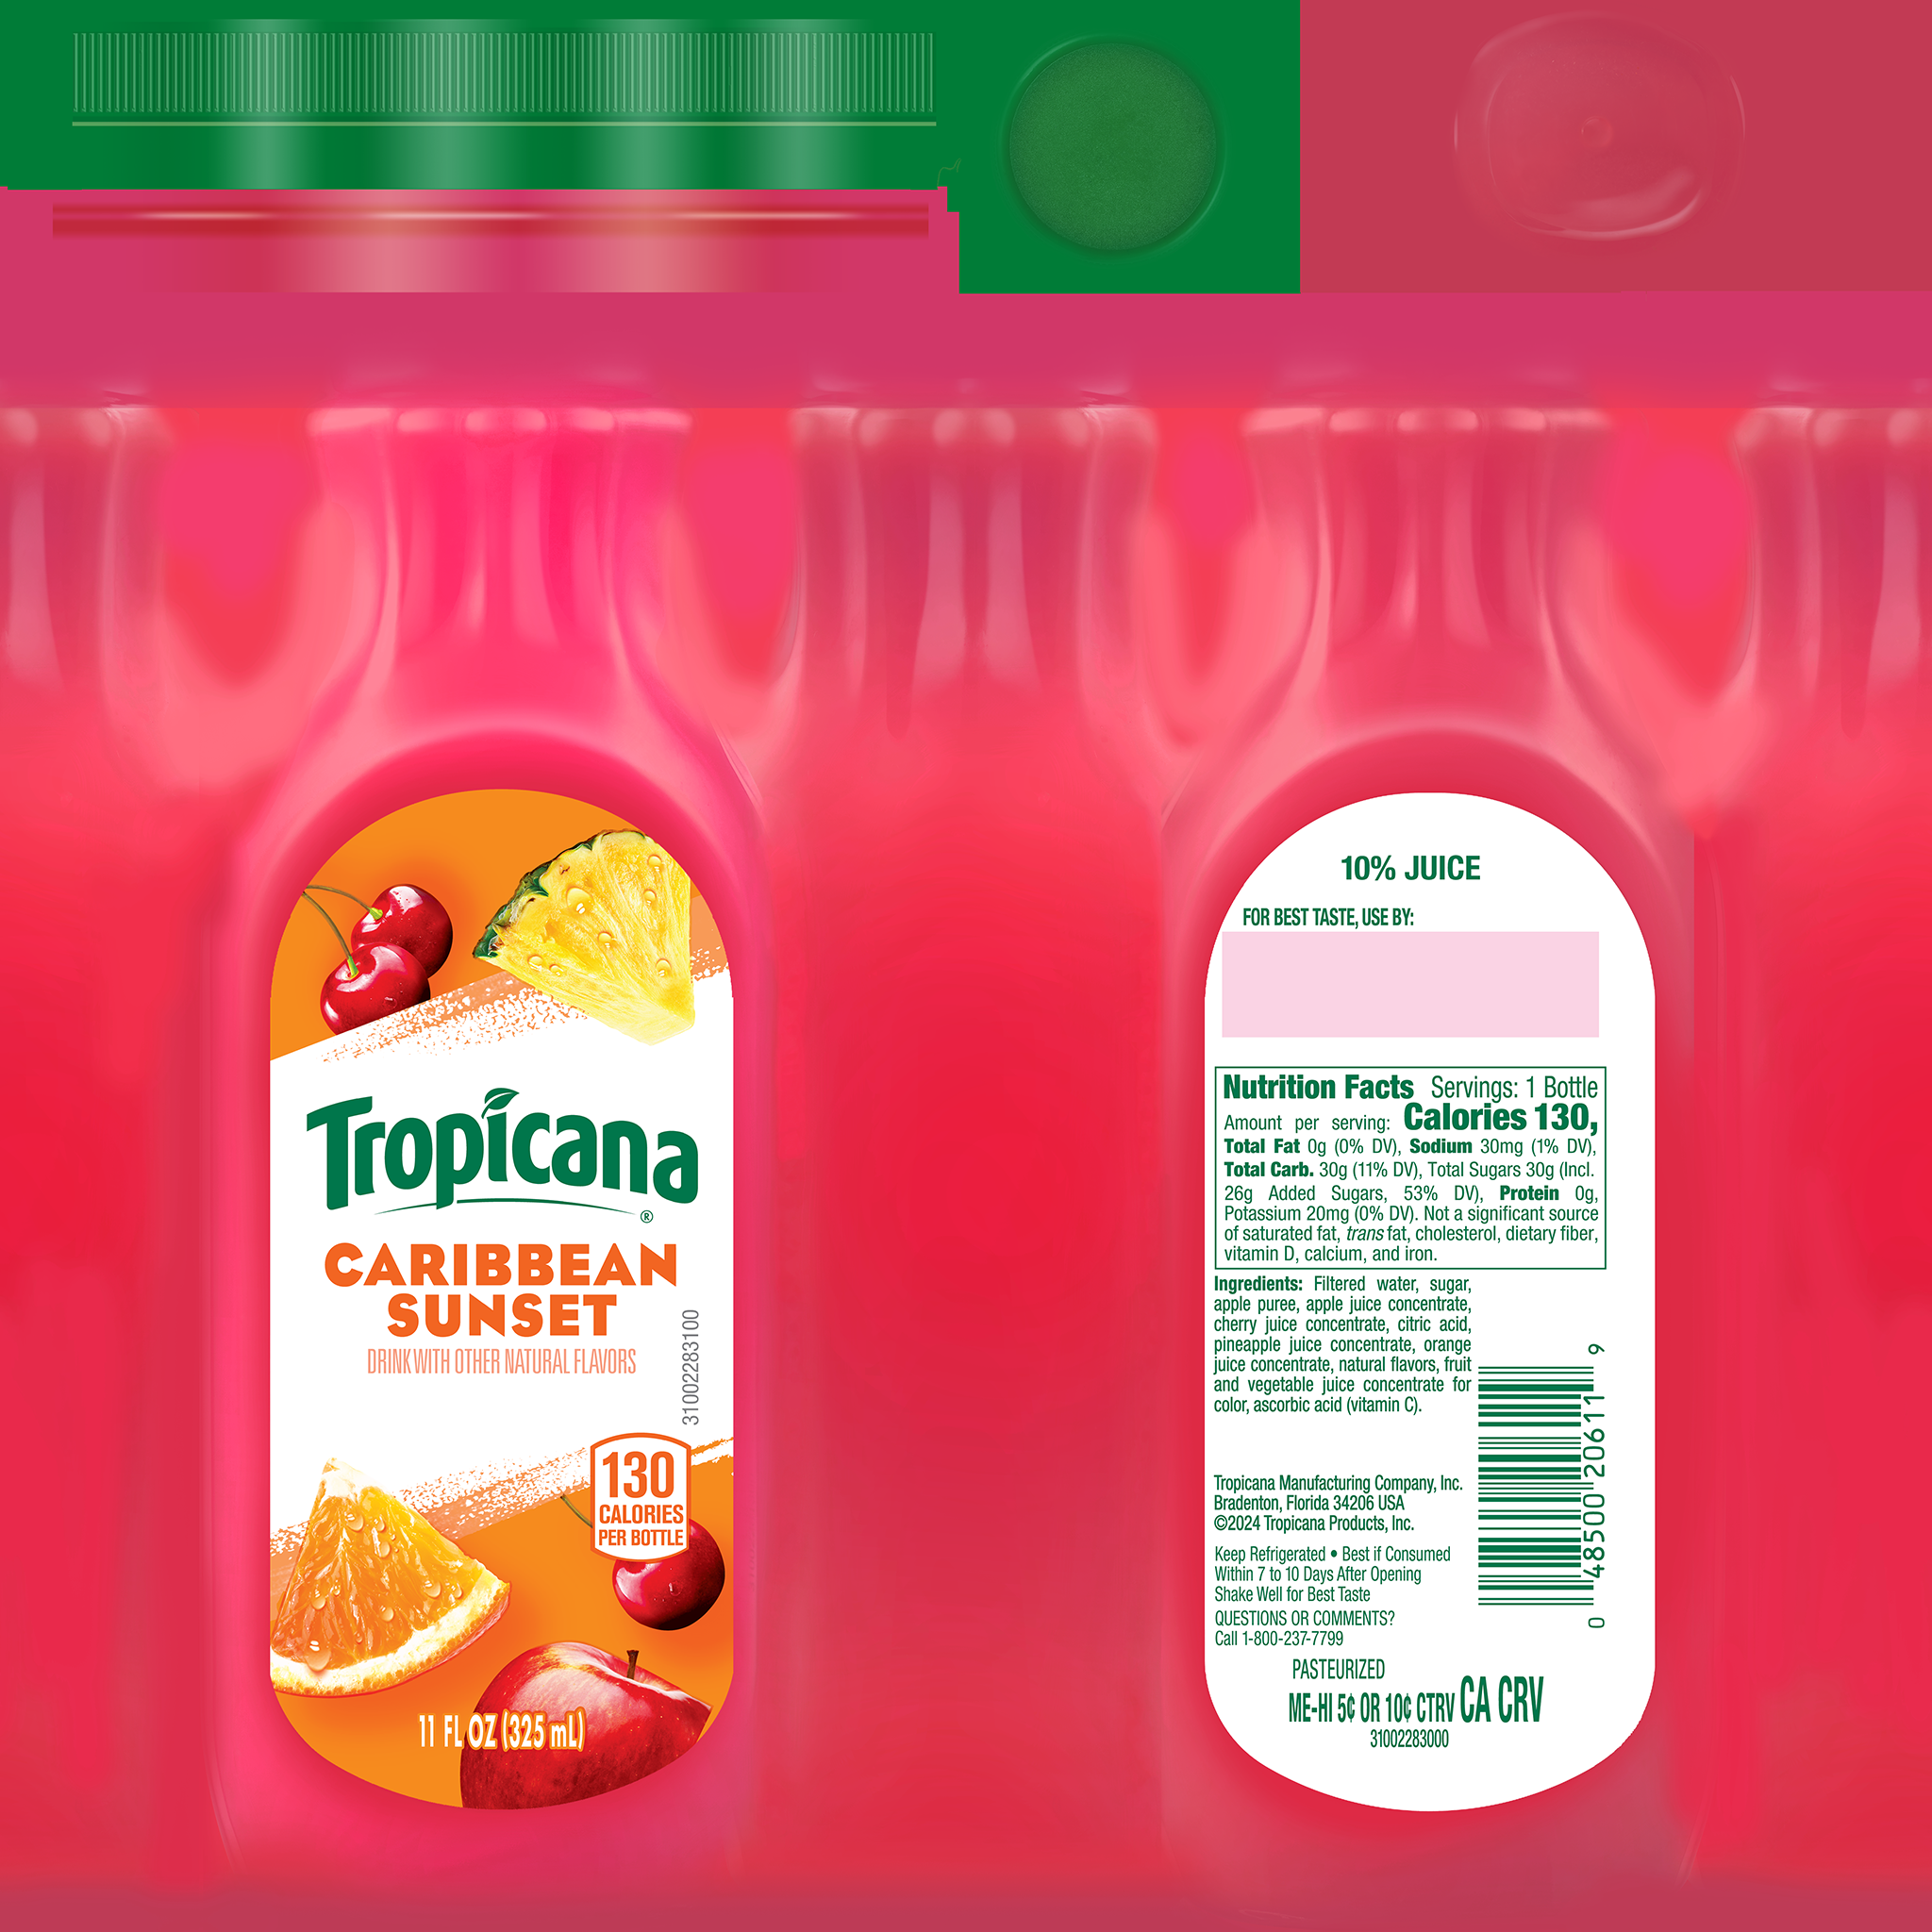 Tropicana
®
CARIBBEAN
SUNSET
DRINK WITH OTHER NATURAL FLAVORS
31002283100
130
CALORIES
PER BOTTLE
11 FL OZ (325 mL)
10% JUICE
FOR BEST TASTE, USE BY:
Nutrition Facts Servings: 1 Bottle
Amount per serving: Calories 130,
Total Fat 0g (0% DV), Sodium 30mg (1% DV),
Total Carb. 30g (11% DV), Total Sugars 30g (Incl.
26g Added Sugars, 53% DV), Protein 0g,
Potassium 20mg (0% DV). Not a significant source
of saturated fat, trans fat, cholesterol, dietary fiber,
vitamin D, calcium, and iron.
Ingredients: Filtered water, sugar,
apple puree, apple juice concentrate,
cherry juice concentrate, citric acid,
pineapple juice concentrate, orange
juice concentrate, natural flavors, fruit
and vegetable juice concentrate for
color, ascorbic acid (vitamin C).
0 48500 20611 9
Tropicana Manufacturing Company, Inc.
Bradenton, Florida 34206 USA
©2024 Tropicana Products, Inc.
Keep Refrigerated • Best if Consumed
Within 7 to 10 Days After Opening
Shake Well for Best Taste
QUESTIONS OR COMMENTS?
Call 1-800-237-7799
PASTEURIZED
ME-HI 5¢ OR 10¢ CTRV CA CRV
31002283000